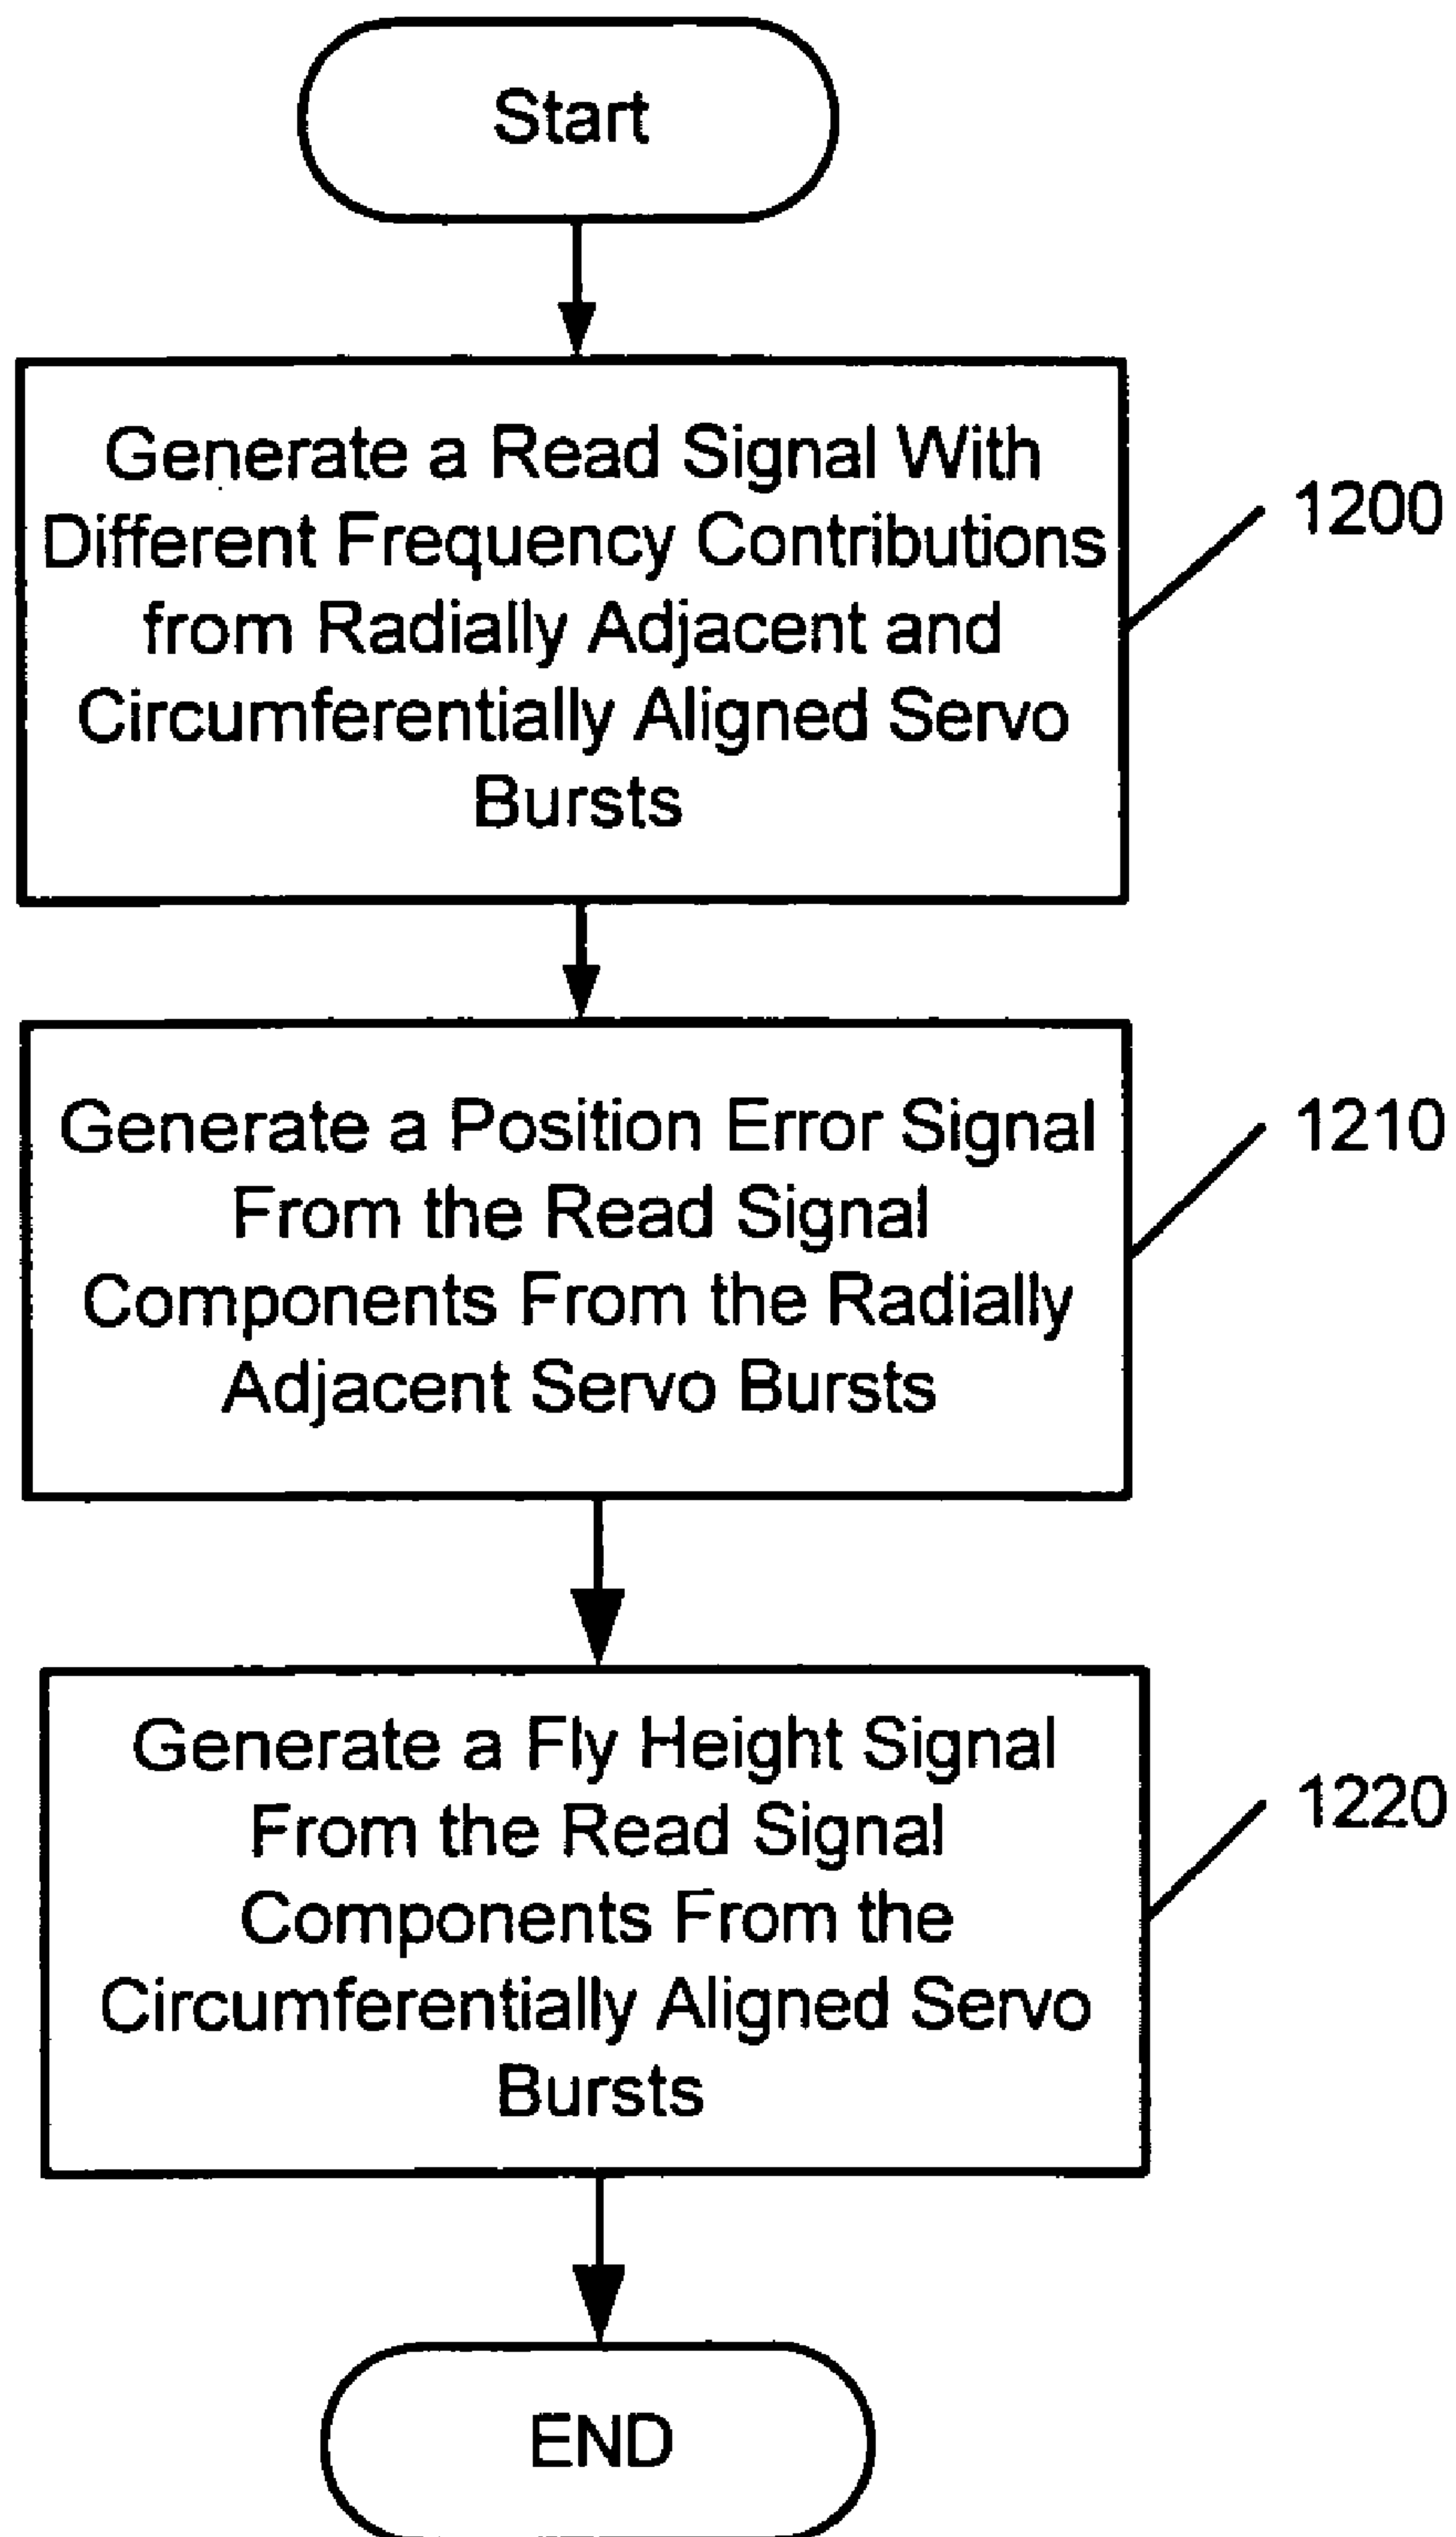 Start
Generate a Read Signal With
Different Frequency Contributions
from Radially Adjacent and
Circumferentially Aligned Servo
Bursts
1200
Generate a Position Error Signal
From the Read Signal
Components From the Radially
Adjacent Servo Bursts
1210
Generate a Fly Height Signal
From the Read Signal
Components From the
Circumferentially Aligned Servo
Bursts
1220
END